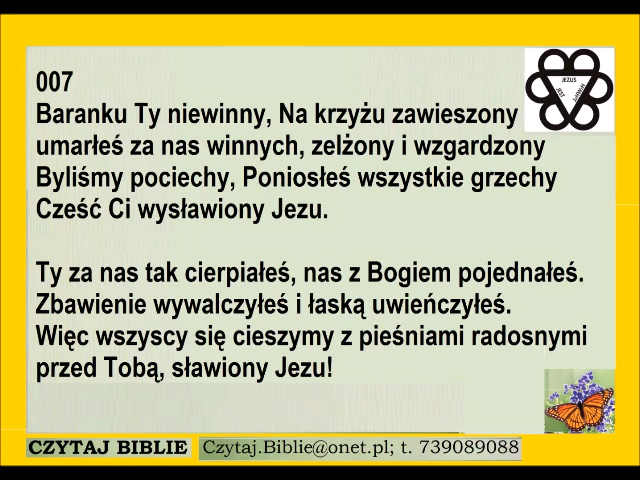 007
Baranku Ty niewinny, Na krzyżu zawieszony
umarłeś za nas winnych, zelżony i wzgardzony
Byliśmy pociechy, Poniosłeś wszystkie grzechy
Cześć Ci wysławiony Jezu.
Ty za nas tak cierpiałeś, nas z Bogiem pojednałeś.
Zbawienie wywalczyłeś i łaską uwieńczyłeś.
Więc wszyscy się cieszymy z pieśniami radosnymi
przed Tobą, sławiony Jezu!
JEZUS
JEST
CZYTAJ BIBLIE Czytaj.Biblie@onet.pl; t. 739089088